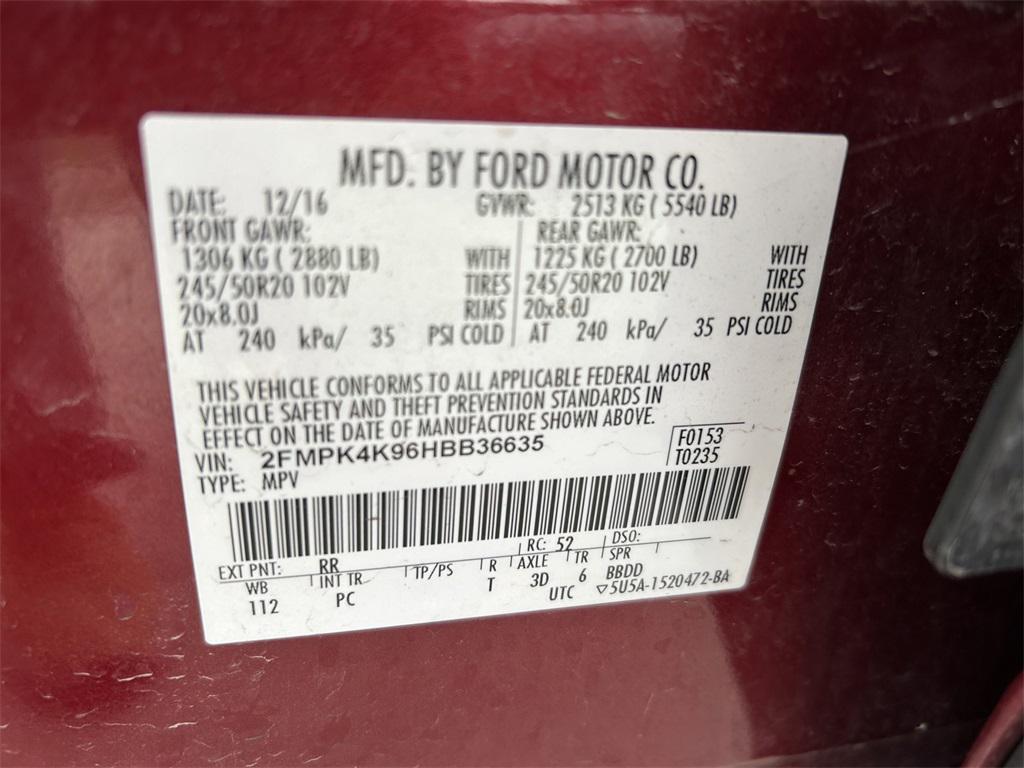 MFD. BY FORD MOTOR CO.
DATE: 12/16 GVWR: 2513 KG ( 5540 LB)
FRONT GAWR: REAR GAWR:
1306 KG ( 2880 LB) WITH 1225 KG ( 2700 LB) WITH
245/50R20 102V TIRES 245/50R20 102V TIRES
20x8.0J RIMS 20x8.0J RIMS
AT 240 kPa/ 35 PSI COLD AT 240 kPa/ 35 PSI COLD
THIS VEHICLE CONFORMS TO ALL APPLICABLE FEDERAL MOTOR
VEHICLE SAFETY AND THEFT PREVENTION STANDARDS IN
EFFECT ON THE DATE OF MANUFACTURE SHOWN ABOVE.
VIN: 2FMPK4K96HBB36635 F0153
TYPE: MPV T0235
EXT PNT: RR RC: 52 DSO:
WB INT TR TP/PS R AXLE TR SPR
112 PC T 3D 6 BBDD
UTC ▽5U5A-1520472-BA